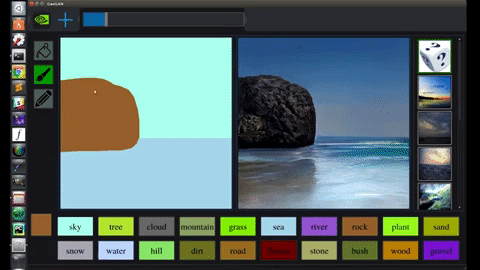 GauGAN
sky tree cloud mountain grass sea river rock plant sand
snow water hill dirt road stone bush wood gravel